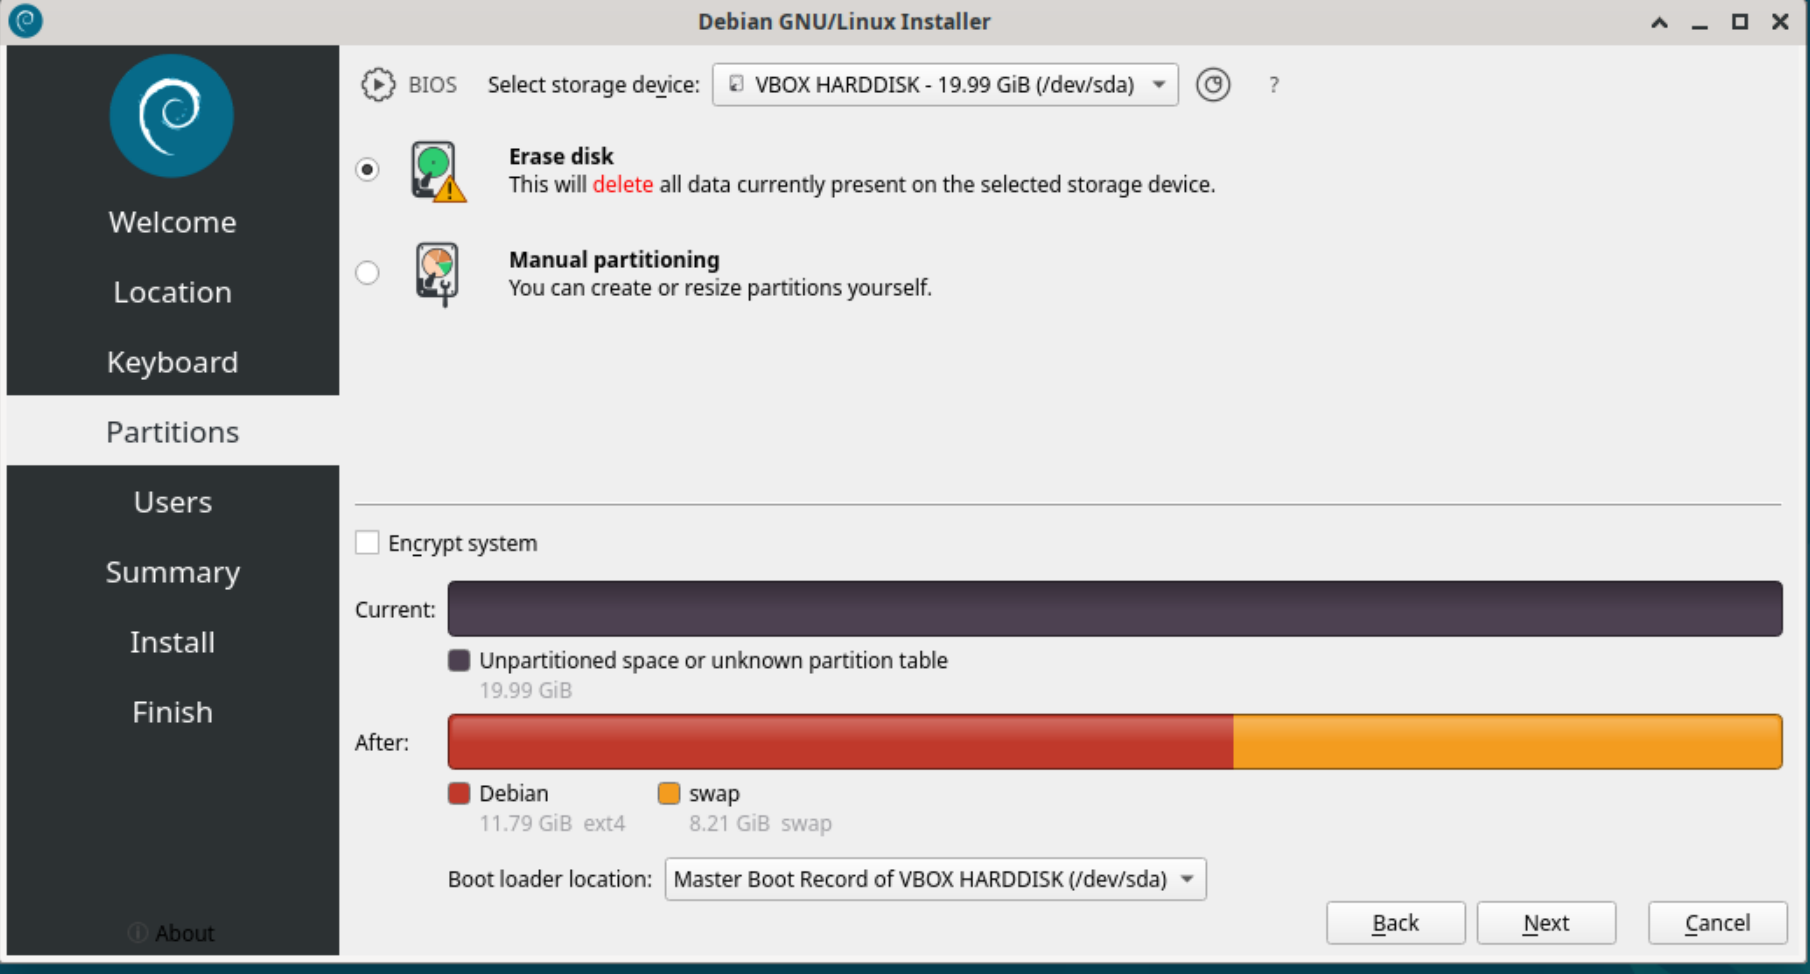 Debian GNU/Linux Installer
BIOS Select storage device: VBOX HARDDISK - 19.99 GiB (/dev/sda) ?
Welcome
Location
Keyboard
Partitions
Users
Summary
Install
Finish
About
Erase disk
This will delete all data currently present on the selected storage device.
Manual partitioning
You can create or resize partitions yourself.
Encrypt system
Current:
Unpartitioned space or unknown partition table
19.99 GiB
After:
Debian swap
11.79 GiB ext4 8.21 GiB swap
Boot loader location: Master Boot Record of VBOX HARDDISK (/dev/sda)
Back Next Cancel